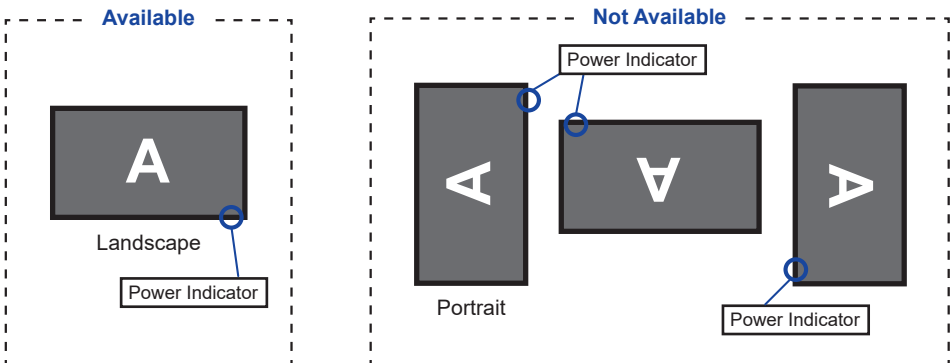 Available
A
Landscape
Power Indicator
Not Available
Power Indicator
A
A
A
Portrait
Power Indicator